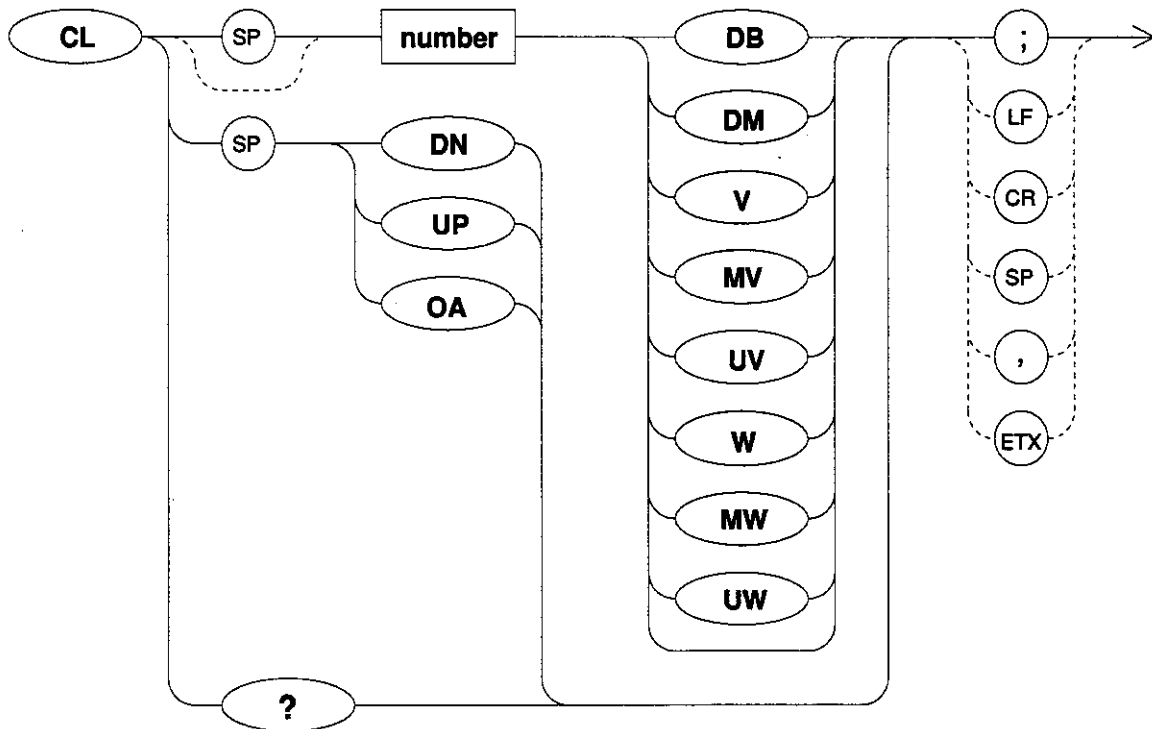 CL SP number DB ;
DM LF
SP DN
V CR
UP
MV SP
OA
UV ,
W ETX
MW
UW
?